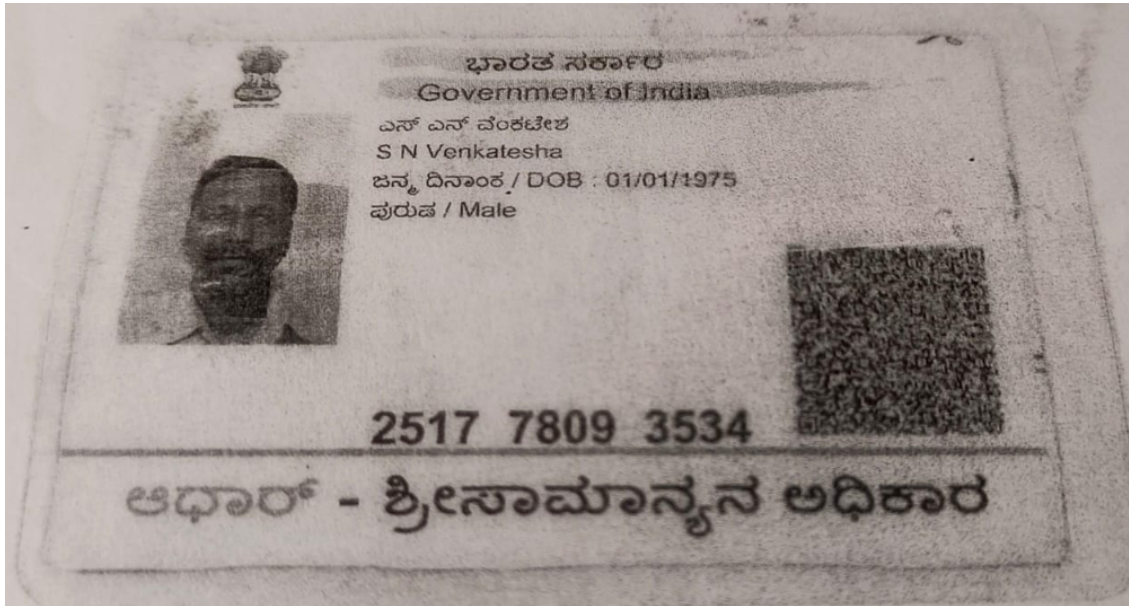 ಭಾರತ ಸರ್ಕಾರ
Government of India
ಎಸ್ ಎನ್ ವೆಂಕಟೇಶ
S N Venkatesha
ಜನ್ಮ ದಿನಾಂಕ / DOB : 01/01/1975
ಪುರುಷ / Male
2517 7809 3534
ಆಧಾರ್ - ಶ್ರೀಸಾಮಾನ್ಯನ ಅಧಿಕಾರ